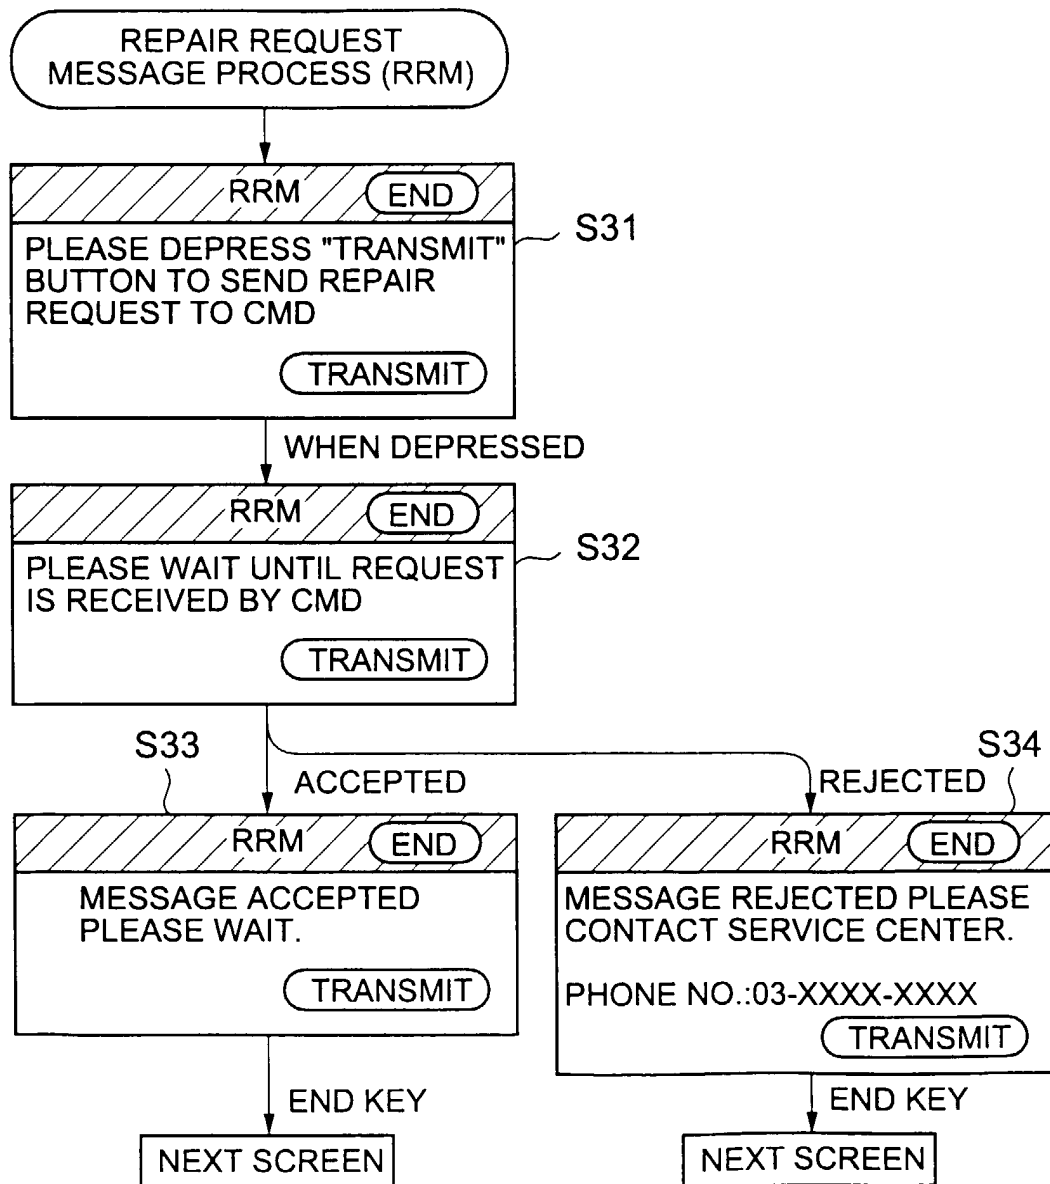 REPAIR REQUEST
MESSAGE PROCESS (RRM)
RRM
END
S31
PLEASE DEPRESS "TRANSMIT"
BUTTON TO SEND REPAIR
REQUEST TO CMD
TRANSMIT
WHEN DEPRESSED
RRM
END
S32
PLEASE WAIT UNTIL REQUEST
IS RECEIVED BY CMD
TRANSMIT
S33
ACCEPTED
RRM
END
MESSAGE ACCEPTED
PLEASE WAIT.
TRANSMIT
END KEY
NEXT SCREEN
S34
REJECTED
RRM
END
MESSAGE REJECTED PLEASE
CONTACT SERVICE CENTER.
PHONE NO.:03-XXXX-XXXX
TRANSMIT
END KEY
NEXT SCREEN